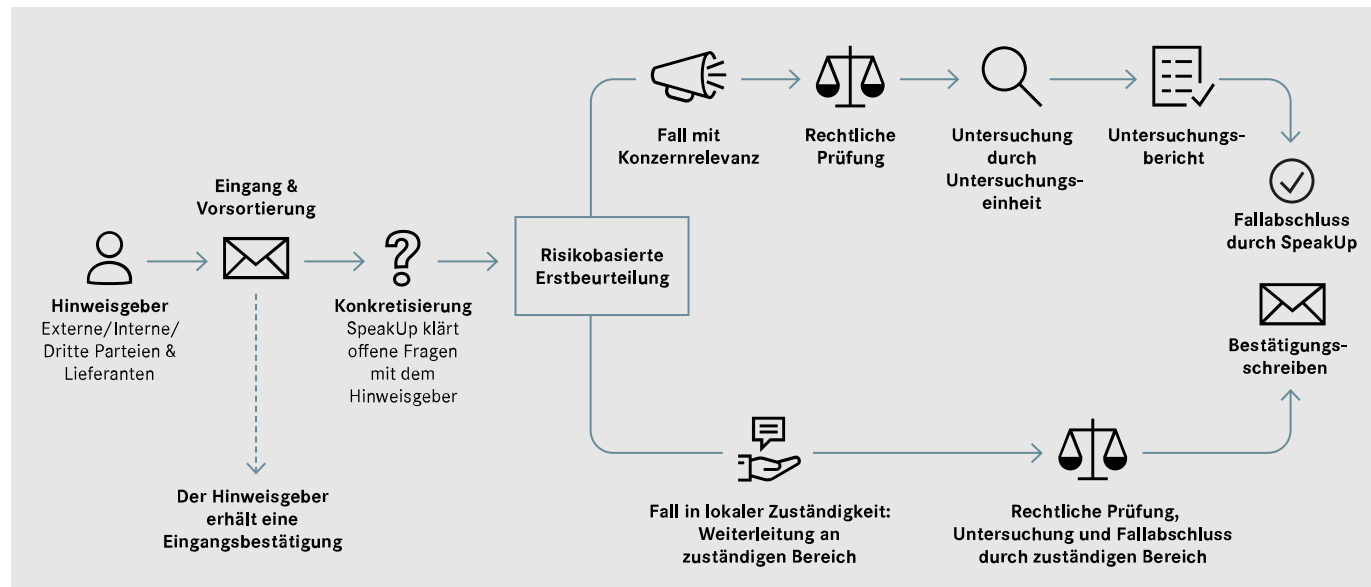 Hinweisgeber
Externe/Interne/
Dritte Parteien &
Lieferanten
Eingang &
Vorsortierung
Der Hinweisgeber
erhält eine
Eingangsbestätigung
Konkretisierung
SpeakUp klärt
offene Fragen
mit dem
Hinweisgeber
Risikobasierte
Erstbeurteilung
Fall mit
Konzernrelevanz
Rechtliche
Prüfung
Untersuchung
durch
Untersuchungs-
einheit
Untersuchungs-
bericht
Fallabschluss
durch SpeakUp
Bestätigungs-
schreiben
Fall in lokaler Zuständigkeit:
Weiterleitung an
zuständigen Bereich
Rechtliche Prüfung,
Untersuchung und Fallabschluss
durch zuständigen Bereich